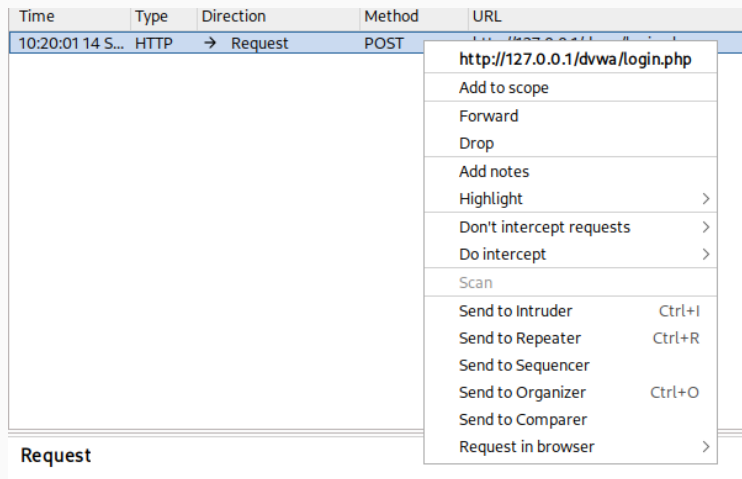 Time Type Direction Method URL
10:20:01 14 S... HTTP → Request POST
http://127.0.0.1/dvwa/login.php
Add to scope
Forward
Drop
Add notes
Highlight
Don't intercept requests
Do intercept
Scan
Send to Intruder Ctrl+I
Send to Repeater Ctrl+R
Send to Sequencer
Send to Organizer Ctrl+O
Send to Comparer
Request in browser
Request